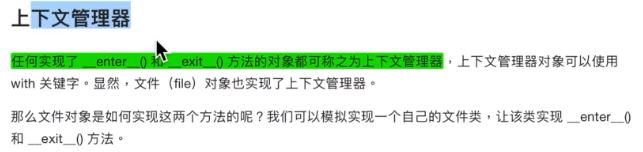 上下文管理器
任何实现了 __enter__() 和 __exit__() 方法的对象都可称之为上下文管理器，上下文管理器对象可以使用
with 关键字。显然，文件（file）对象也实现了上下文管理器。
那么文件对象是如何实现这两个方法的呢？我们可以模拟实现一个自己的文件类，让该类实现 __enter__()
和 __exit__() 方法。